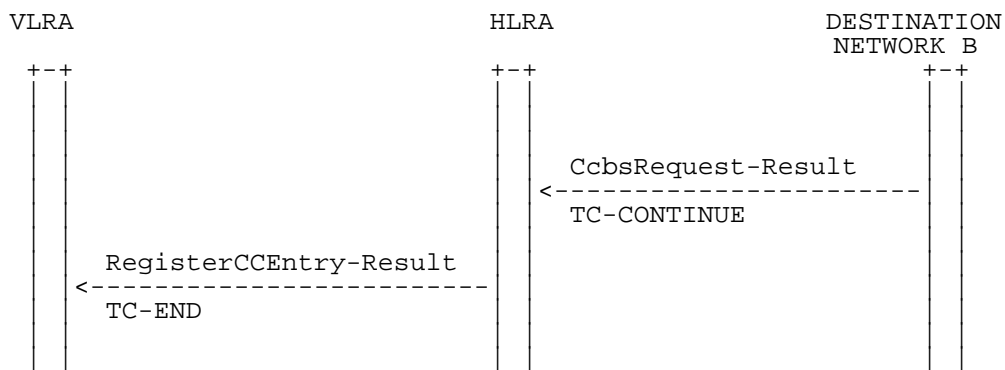 VLRA HLRA DESTINATION
NETWORK B
CcbsRequest-Result
TC-CONTINUE
RegisterCCEntry-Result
TC-END